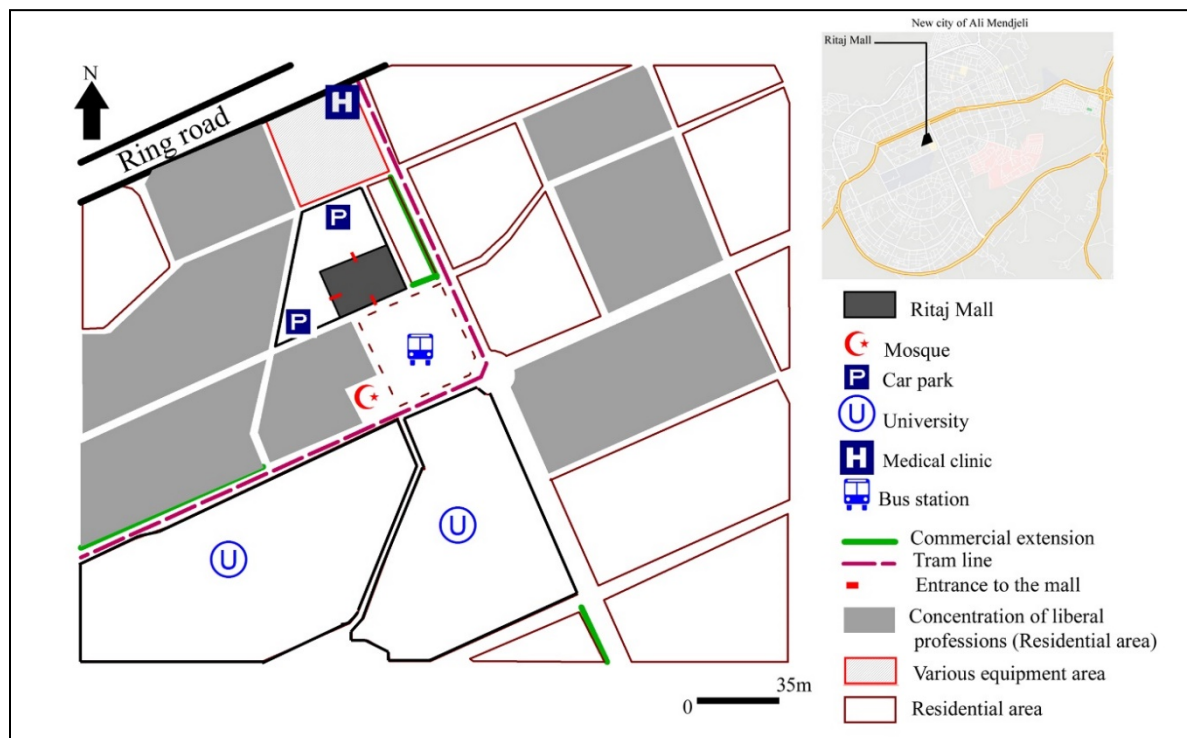 New city of Ali Mendjeli
Ritaj Mall
N
Ring road
H
P
P
U
U
0
35m
Ritaj Mall
Mosque
P
Car park
U
University
H
Medical clinic
Bus station
Commercial extension
Tram line
Entrance to the mall
Concentration of liberal
professions (Residential area)
Various equipment area
Residential area